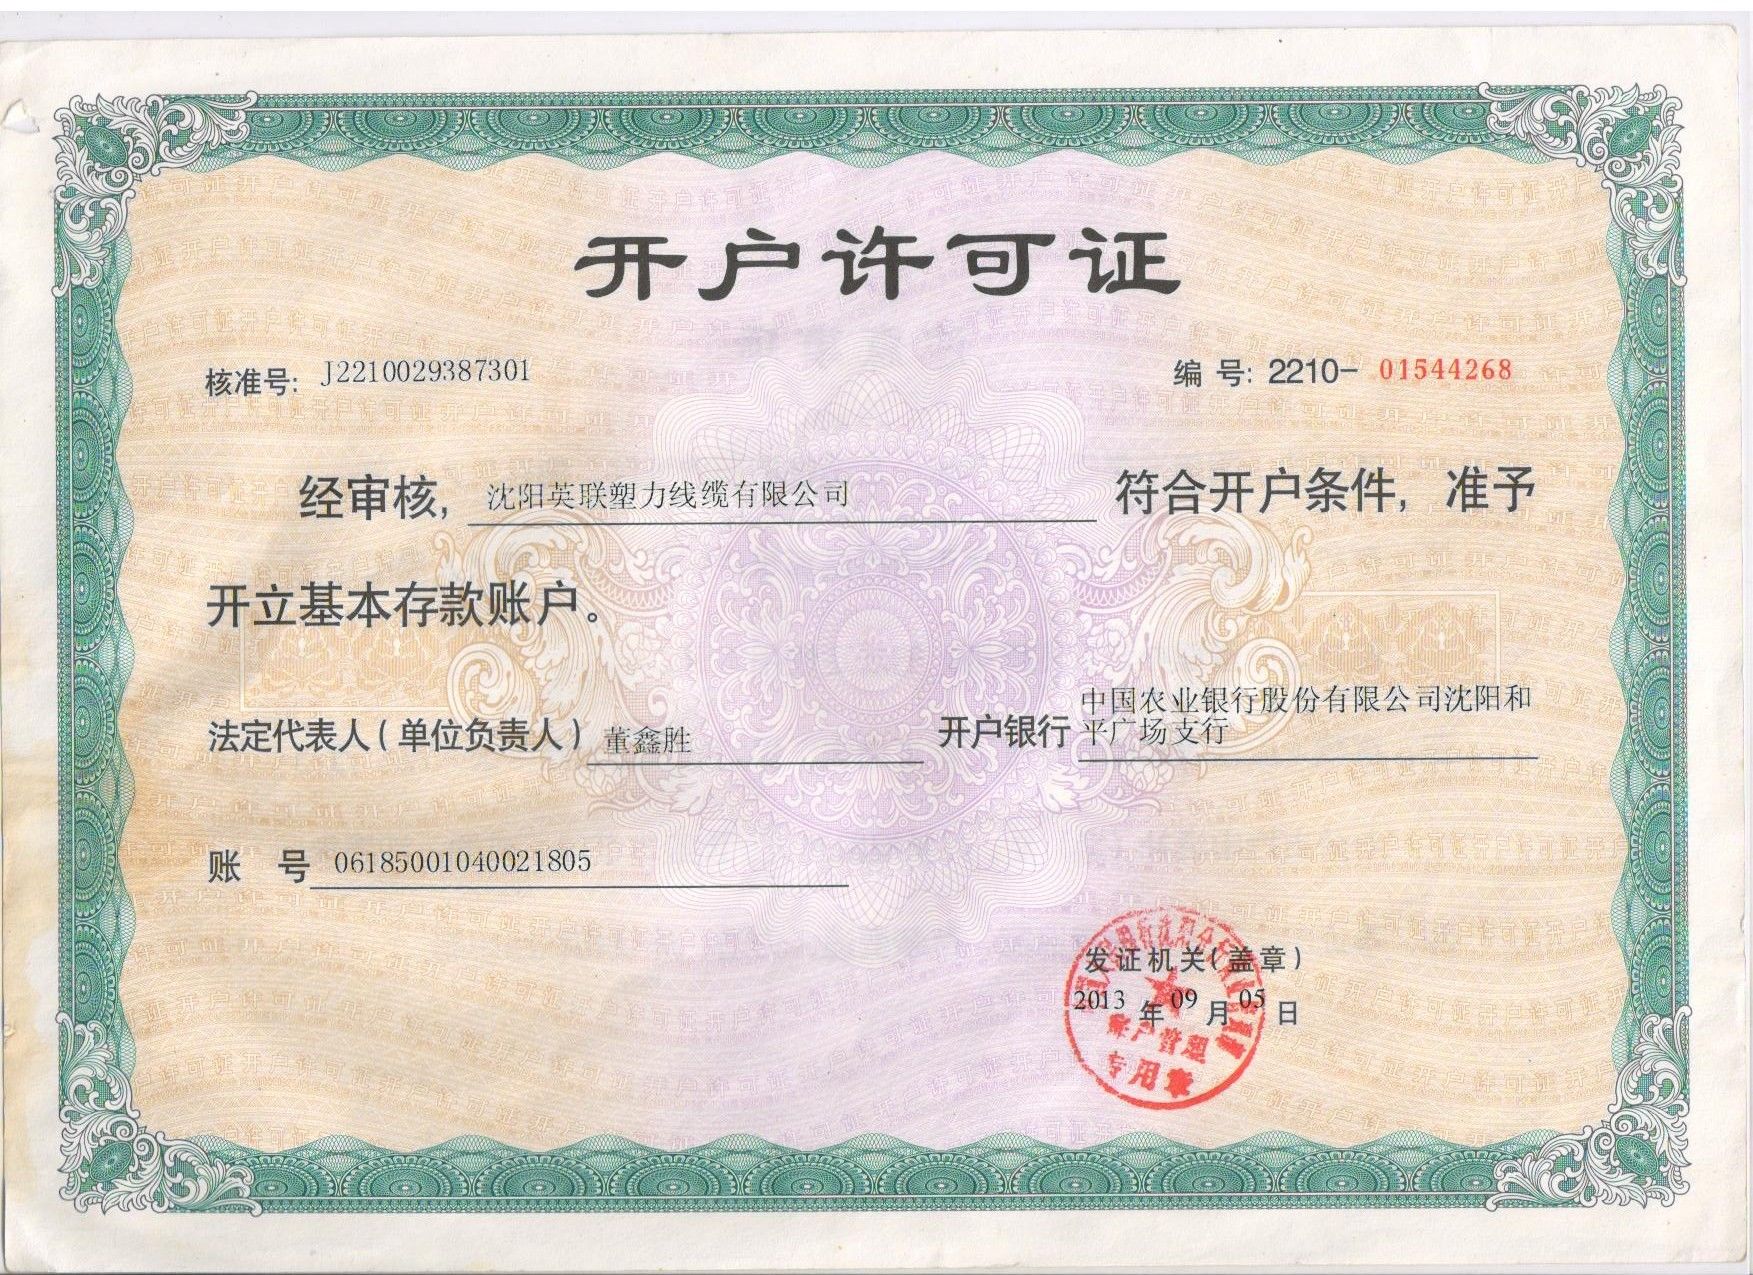 开户许可证
核准号: J2210029387301
编 号: 2210- 01544268
经审核, 沈阳英联塑力线缆有限公司 符合开户条件, 准予
开立基本存款账户。
法定代表人(单位负责人) 董鑫胜
开户银行 中国农业银行股份有限公司沈阳和
平广场支行
账 号 06185001040021805
发证机关(盖章)
2013 年 09 月 05 日
账户管理
专用章